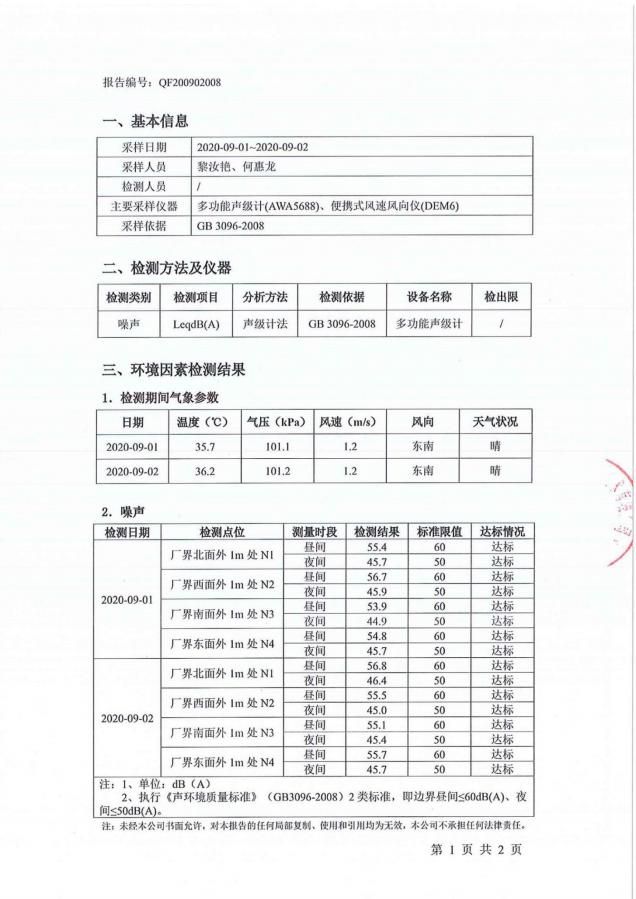 报告编号：QF200902008
一、基本信息
采样日期 2020-09-01~2020-09-02
采样人员 黎汝艳、何惠龙
检测人员 /
主要采样仪器 多功能声级计(AWA5688)、便携式风速风向仪(DEM6)
采样依据 GB 3096-2008
二、检测方法及仪器
检测类别 检测项目 分析方法 检测依据 设备名称 检出限
噪声 LeqdB(A) 声级计法 GB 3096-2008 多功能声级计 /
三、环境因素检测结果
1．检测期间气象参数
日期 温度（℃） 气压（kPa） 风速（m/s） 风向 天气状况
2020-09-01 35.7 101.1 1.2 东南 晴
2020-09-02 36.2 101.2 1.2 东南 晴
2．噪声
检测日期 检测点位 测量时段 检测结果 标准限值 达标情况
2020-09-01 厂界北面外 1m 处 N1 昼间 55.4 60 达标
夜间 45.7 50 达标
厂界西面外 1m 处 N2 昼间 56.7 60 达标
夜间 45.9 50 达标
厂界南面外 1m 处 N3 昼间 53.9 60 达标
夜间 44.9 50 达标
厂界东面外 1m 处 N4 昼间 54.8 60 达标
夜间 45.7 50 达标
2020-09-02 厂界北面外 1m 处 N1 昼间 56.8 60 达标
夜间 46.4 50 达标
厂界西面外 1m 处 N2 昼间 55.5 60 达标
夜间 45.0 50 达标
厂界南面外 1m 处 N3 昼间 55.1 60 达标
夜间 45.4 50 达标
厂界东面外 1m 处 N4 昼间 55.7 60 达标
夜间 45.7 50 达标
注：1、单位：dB（A）
2、执行《声环境质量标准》（GB3096-2008）2 类标准，即边界昼间≤60dB(A)、夜
间≤50dB(A)。
注：未经本公司书面允许，对本报告的任何局部复制、使用和引用均为无效，本公司不承担任何法律责任。
第 1 页 共 2 页